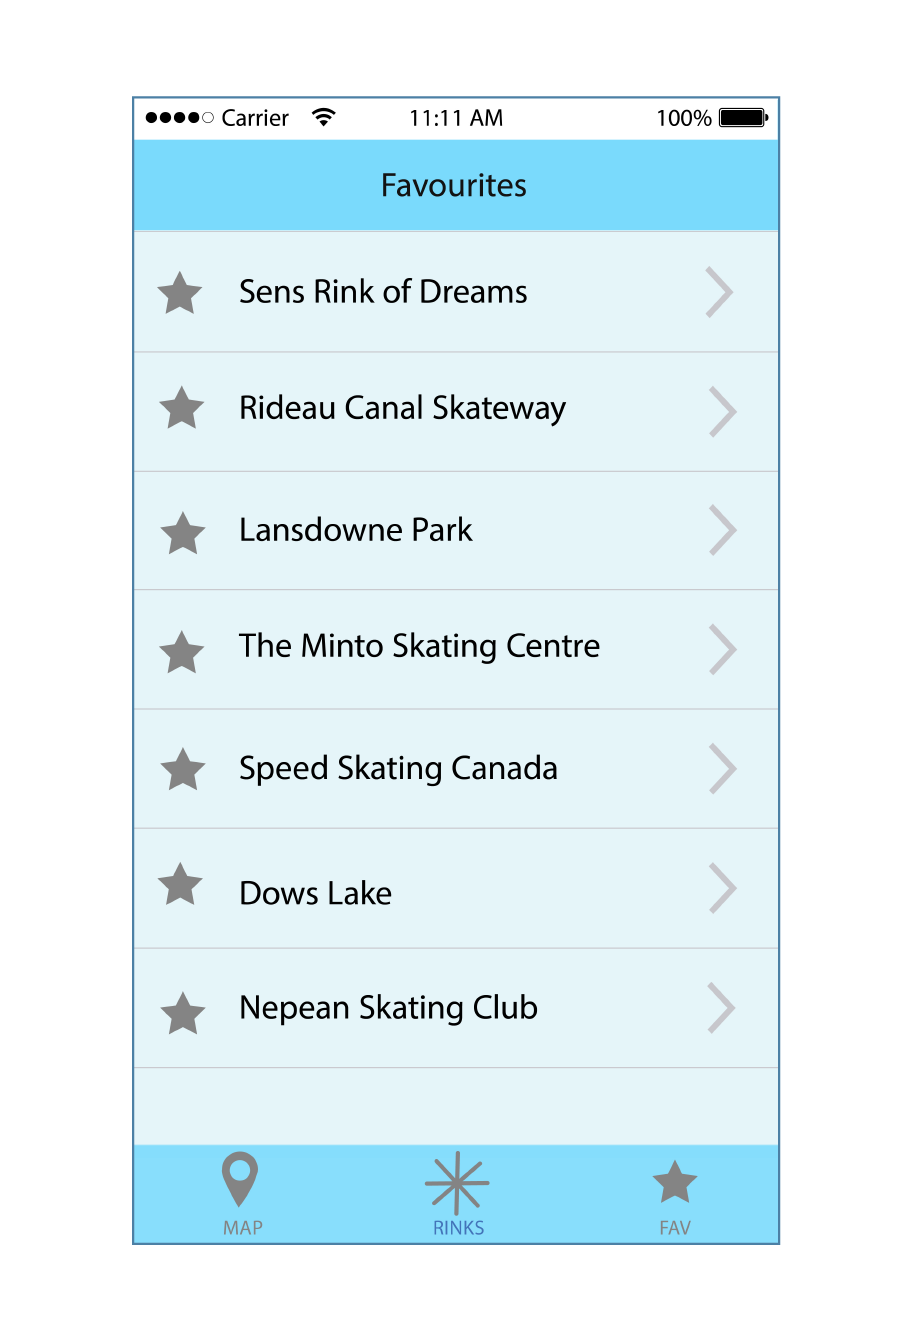 Carrier 11:11 AM 100%
Favourites
Sens Rink of Dreams
Rideau Canal Skateway
Lansdowne Park
The Minto Skating Centre
Speed Skating Canada
Dows Lake
Nepean Skating Club
MAP RINKS FAV